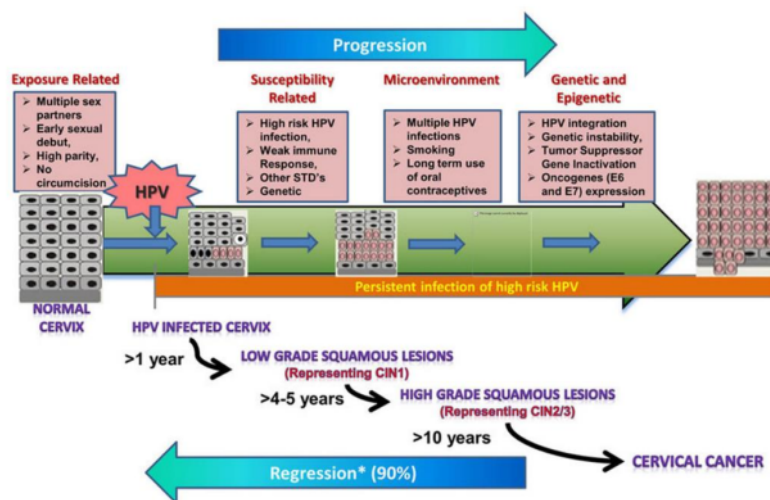 Progression
Exposure Related
➢ Multiple sex
partners
➢ Early sexual
debut,
➢ High parity,
➢ No
circumcision
Susceptibility
Related
➢ High risk HPV
infection,
➢ Weak immune
Response,
➢ Other STD's
➢ Genetic
Microenvironment
➢ Multiple HPV
infections
➢ Smoking
➢ Long term use
of oral
contraceptives
Genetic and
Epigenetic
➢ HPV integration
➢ Genetic instability,
➢ Tumor Suppressor
Gene Inactivation
➢ Oncogenes (E6
and E7) expression
HPV
Persistent infection of high risk HPV
NORMAL
CERVIX
HPV INFECTED CERVIX
>1 year
LOW GRADE SQUAMOUS LESIONS
(Representing CIN1)
>4-5 years
HIGH GRADE SQUAMOUS LESIONS
(Representing CIN2/3)
>10 years
CERVICAL CANCER
Regression* (90%)